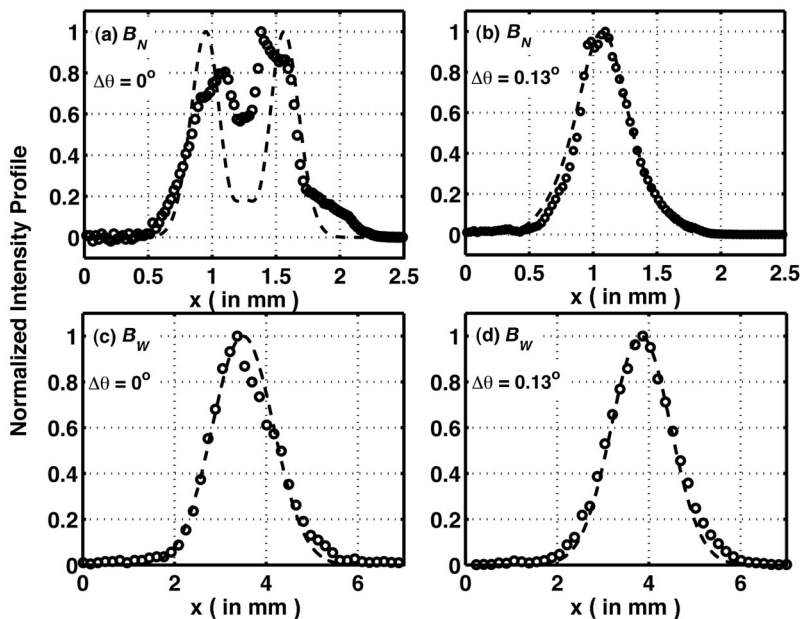 Normalized Intensity Profile
(a) B_N
Δθ = 0°
1
0.8
0.6
0.4
0.2
0
0 0.5 1 1.5 2 2.5
x ( in mm )
(b) B_N
Δθ = 0.13°
1
0.8
0.6
0.4
0.2
0
0 0.5 1 1.5 2 2.5
x ( in mm )
(c) B_W
Δθ = 0°
1
0.8
0.6
0.4
0.2
0
0 2 4 6
x ( in mm )
(d) B_W
Δθ = 0.13°
1
0.8
0.6
0.4
0.2
0
0 2 4 6
x ( in mm )